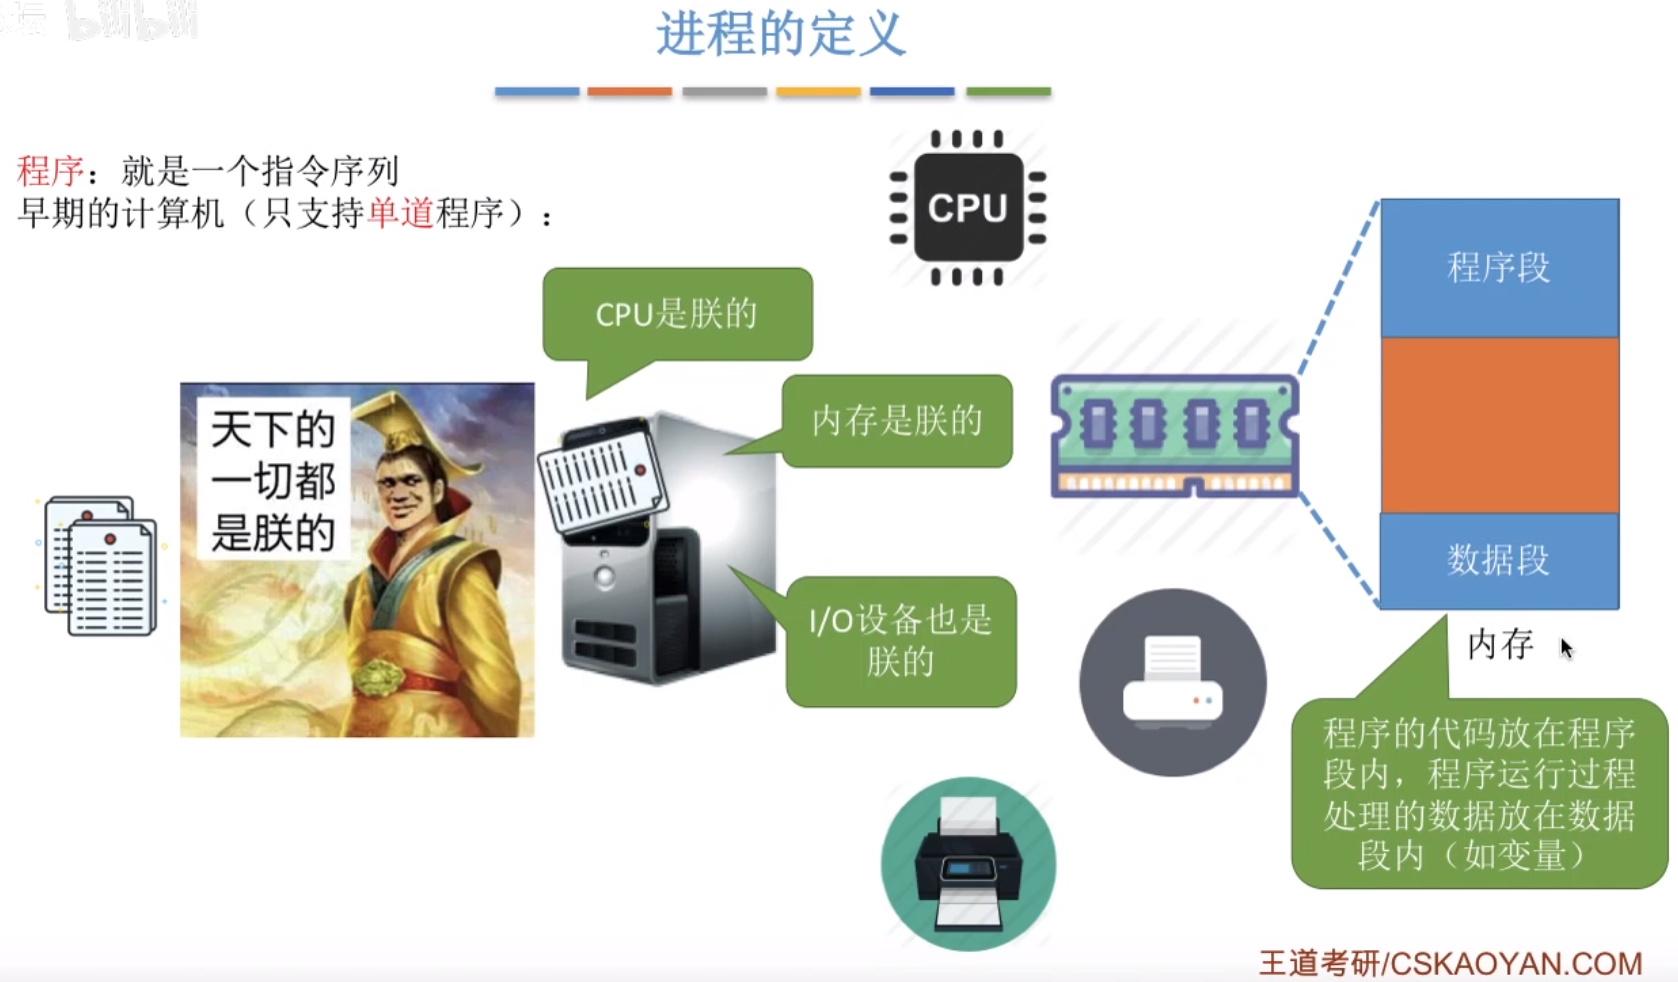 bilibili
进程的定义
程序：就是一个指令序列
早期的计算机（只支持单道程序）：
CPU
CPU是朕的
内存是朕的
I/O设备也是
朕的
天下的
一切都
是朕的
程序段
数据段
内存
程序的代码放在程序
段内，程序运行过程
处理的数据放在数据
段内（如变量）
王道考研/CSKAOYAN.COM